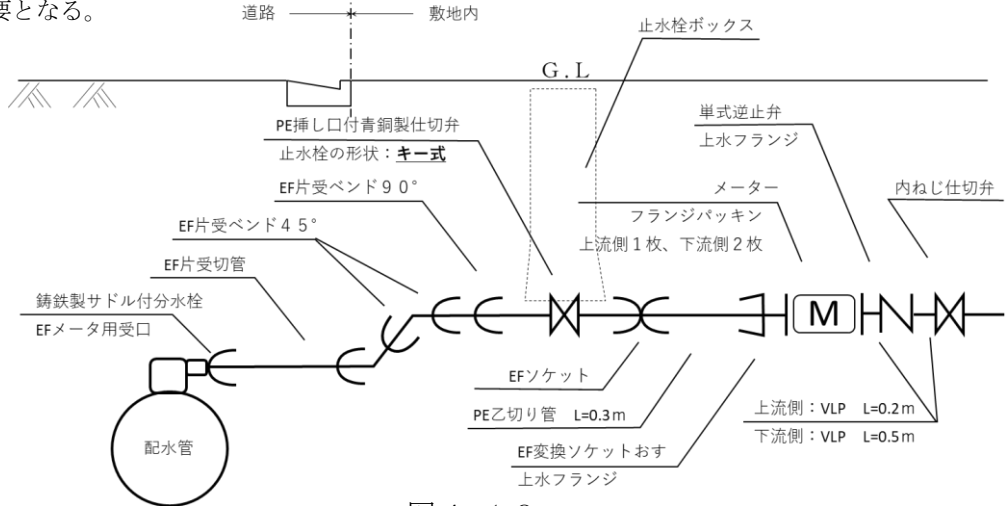 要となる。
道路
敷地内
止水栓ボックス
G.L
PE挿し口付青銅製仕切弁
止水栓の形状：キー式
単式逆止弁
上水フランジ
EF片受ベンド９０°
メーター
フランジパッキン
上流側１枚、下流側２枚
内ねじ仕切弁
EF片受ベンド４５°
EF片受切管
鋳鉄製サドル付分水栓
EFメータ用受口
M
EFソケット
PE乙切り管 L=0.3ｍ
上流側：VLP L=0.2ｍ
下流側：VLP L=0.5ｍ
配水管
EF変換ソケットおす
上水フランジ